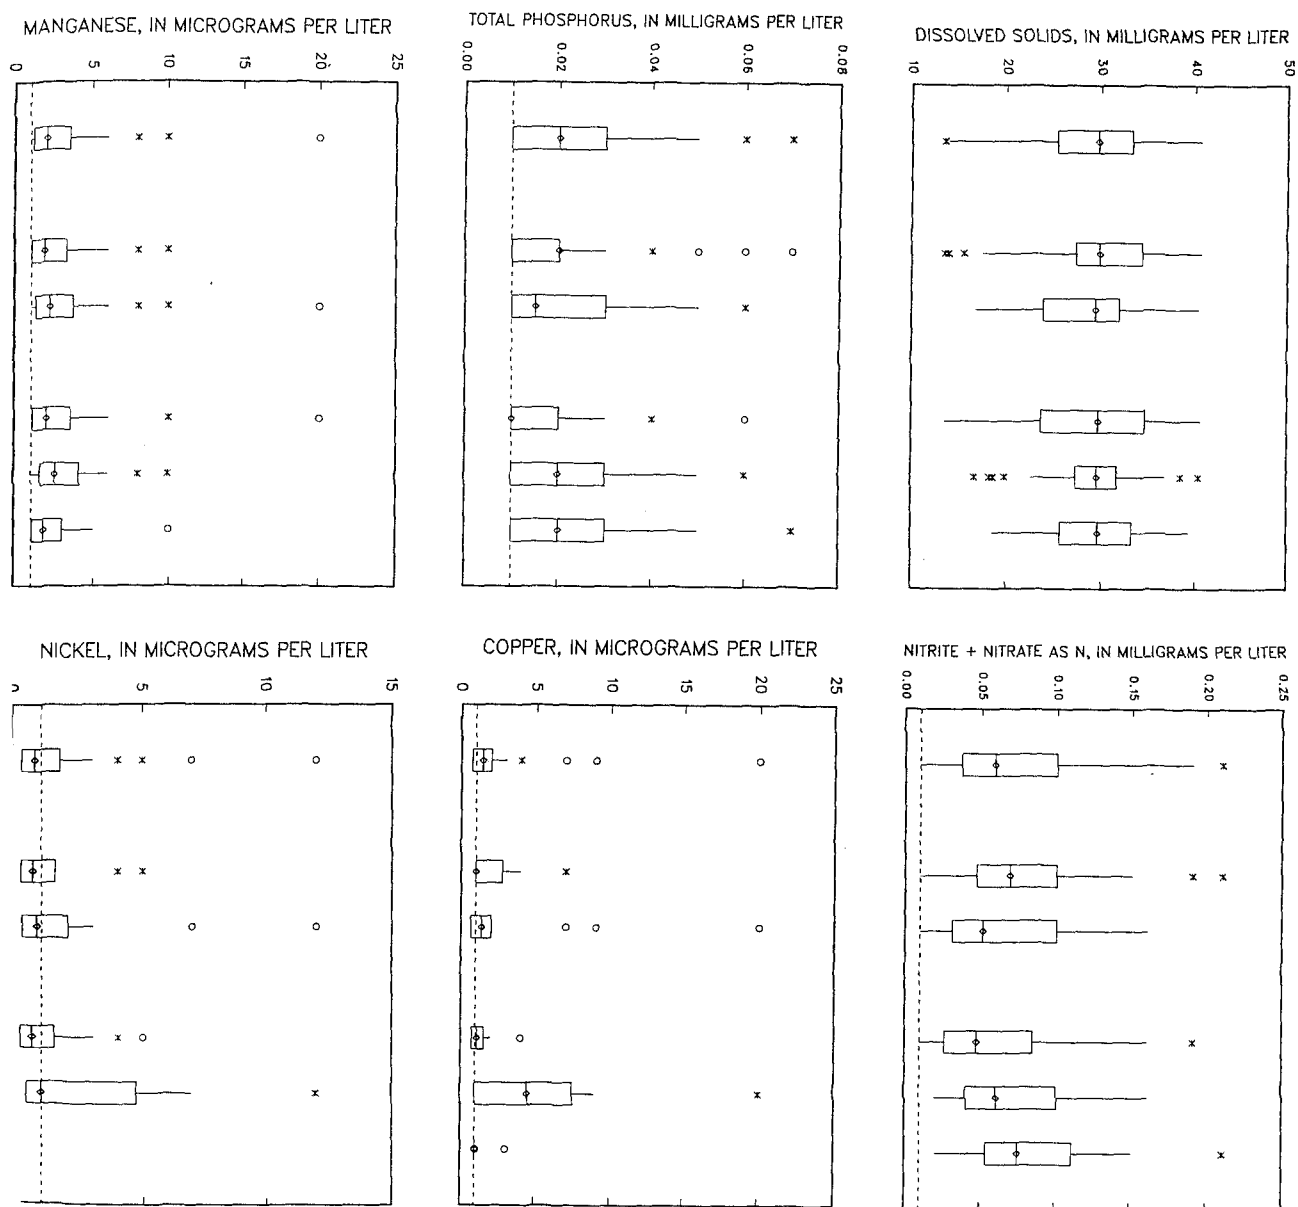 MANGANESE, IN MICROGRAMS PER LITER
0 5 10 15 20 25
TOTAL PHOSPHORUS, IN MILLIGRAMS PER LITER
0.00 0.02 0.04 0.06 0.08
DISSOLVED SOLIDS, IN MILLIGRAMS PER LITER
10 20 30 40 50
NICKEL, IN MICROGRAMS PER LITER
0 5 10 15
COPPER, IN MICROGRAMS PER LITER
0 5 10 15 20 25
NITRITE + NITRATE AS N, IN MILLIGRAMS PER LITER
0.00 0.05 0.10 0.15 0.20 0.25